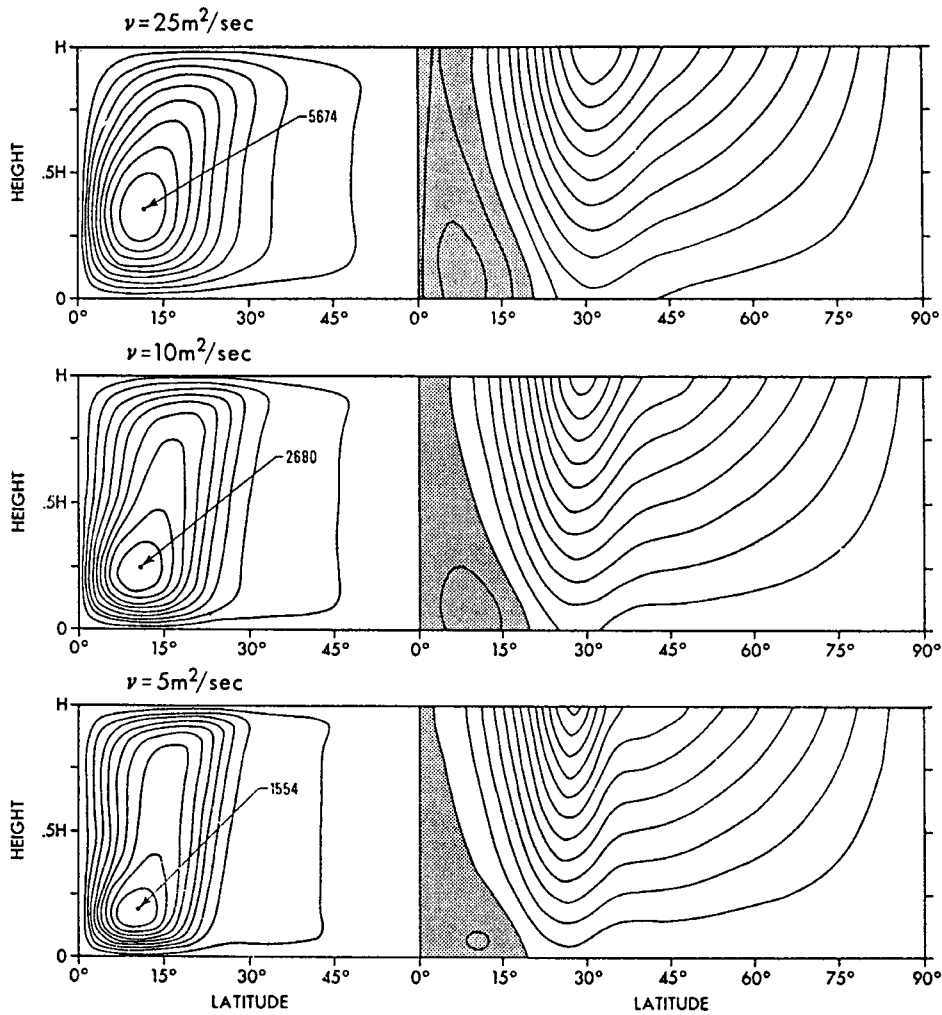 ν=25m²/sec
H
.5H
0
HEIGHT
5674
0° 15° 30° 45°
0° 15° 30° 45° 60° 75° 90°
ν=10m²/sec
H
.5H
0
HEIGHT
2680
0° 15° 30° 45°
0° 15° 30° 45° 60° 75° 90°
ν=5m²/sec
H
.5H
0
HEIGHT
1554
0° 15° 30° 45°
0° 15° 30° 45° 60° 75° 90°
LATITUDE
LATITUDE